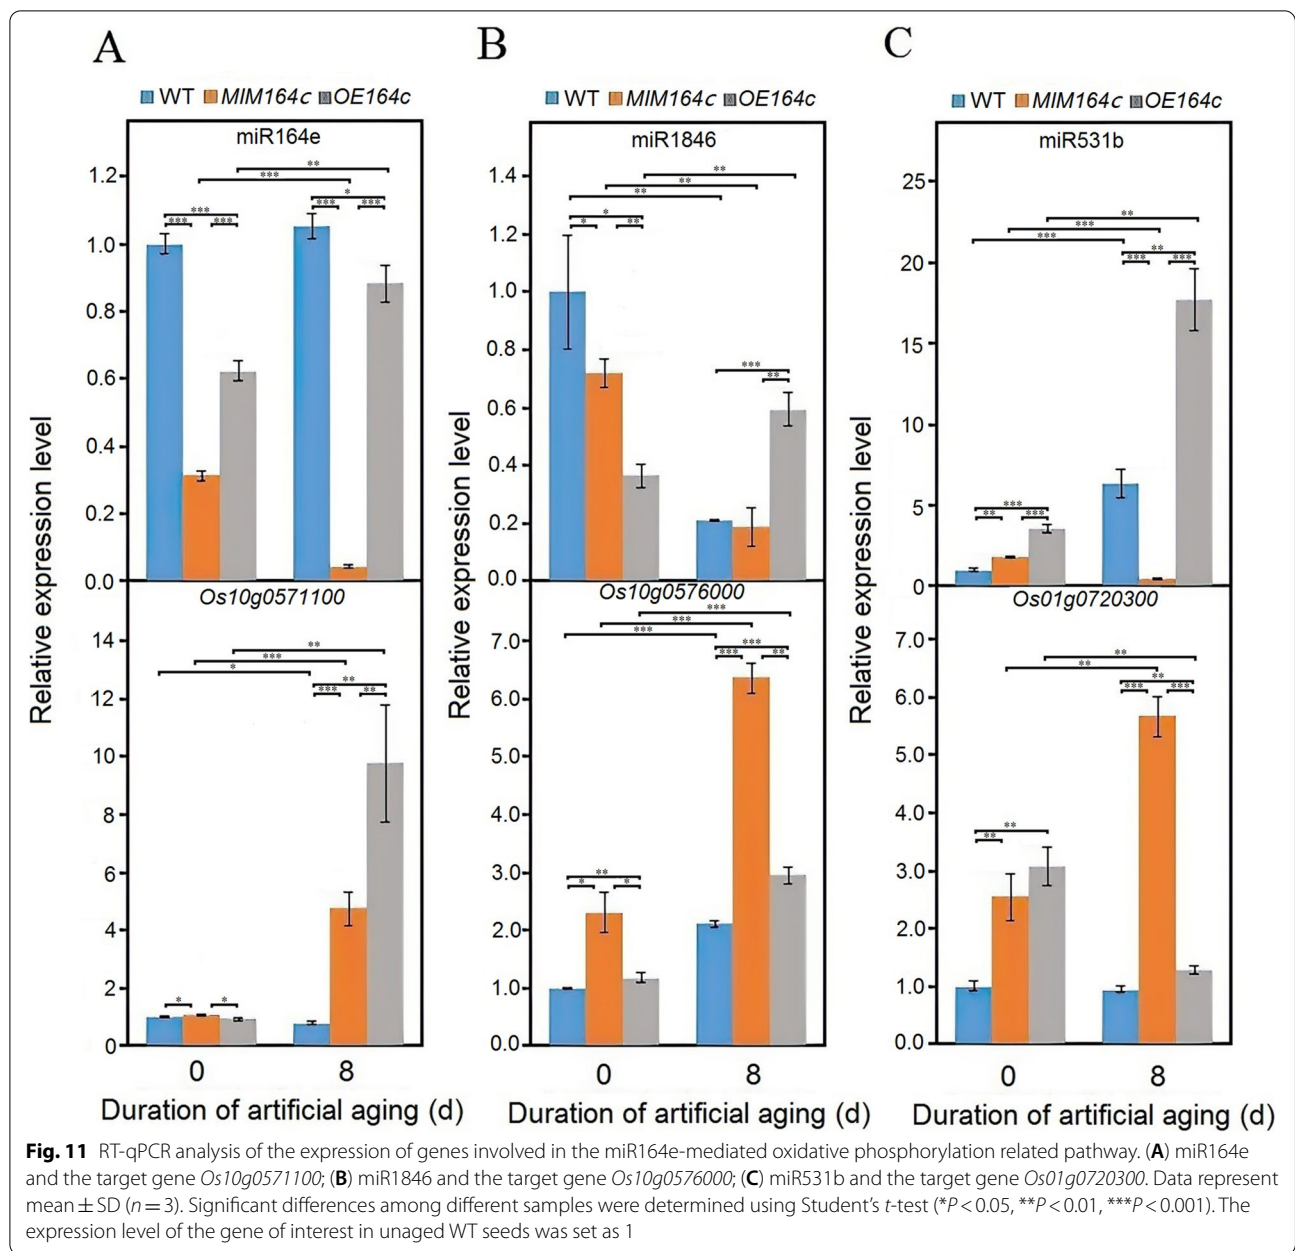 A
WT MIM164c OE164c
miR164e
1.2
1.0
0.8
0.6
0.4
0.2
0.0
*** *** *** *** * *** *** **
Relative expression level
Os10g0571100
14
12
10
8
6
4
2
0
* * * *** ** *** ** **
0 8
Duration of artificial aging (d)
B
WT MIM164c OE164c
miR1846
1.4
1.2
1.0
0.8
0.6
0.4
0.2
0.0
* ** * ** ** ** *** **
Relative expression level
Os10g0576000
7.0
6.0
5.0
4.0
3.0
2.0
1.0
0.0
* * ** *** *** *** *** ** ***
0 8
Duration of artificial aging (d)
C
WT MIM164c OE164c
miR531b
25
20
15
10
5
0
** *** *** *** *** ** *** *** **
Relative expression level
Os01g0720300
7.0
6.0
5.0
4.0
3.0
2.0
1.0
0.0
** ** ** ** *** *** **
0 8
Duration of artificial aging (d)
Fig. 11 RT-qPCR analysis of the expression of genes involved in the miR164e-mediated oxidative phosphorylation related pathway. (A) miR164e
and the target gene Os10g0571100; (B) miR1846 and the target gene Os10g0576000; (C) miR531b and the target gene Os01g0720300. Data represent
mean ± SD (n = 3). Significant differences among different samples were determined using Student's t-test (*P < 0.05, **P < 0.01, ***P < 0.001). The
expression level of the gene of interest in unaged WT seeds was set as 1